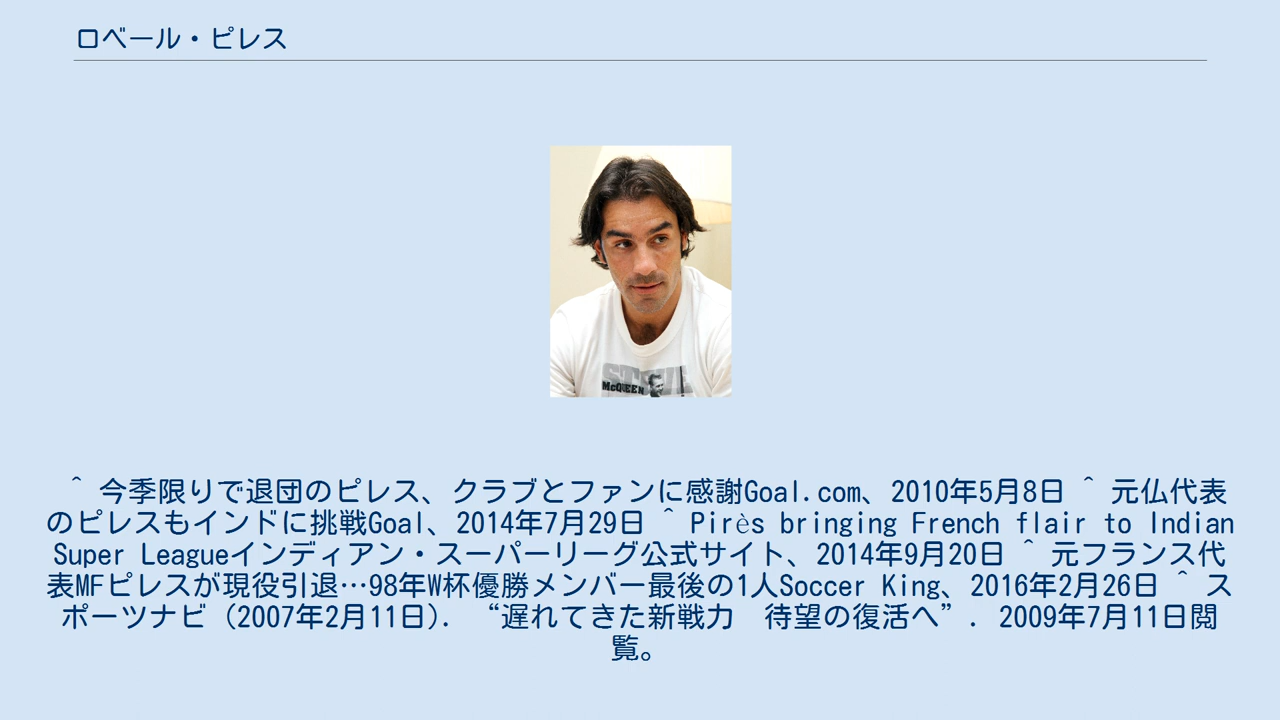 ロベール・ピレス
STEVE
McQUEEN
^ 今季限りで退団のピレス、クラブとファンに感謝Goal.com、2010年5月8日 ^ 元仏代表
のピレスもインドに挑戦Goal、2014年7月29日 ^ Pirès bringing French flair to Indian
Super Leagueインディアン・スーパーリーグ公式サイト、2014年9月20日 ^ 元フランス代
表MFピレスが現役引退…98年W杯優勝メンバー最後の1人Soccer King、2016年2月26日 ^ ス
ポーツナビ（2007年2月11日）. “遅れてきた新戦力　待望の復活へ”. 2009年7月11日閲
覧。